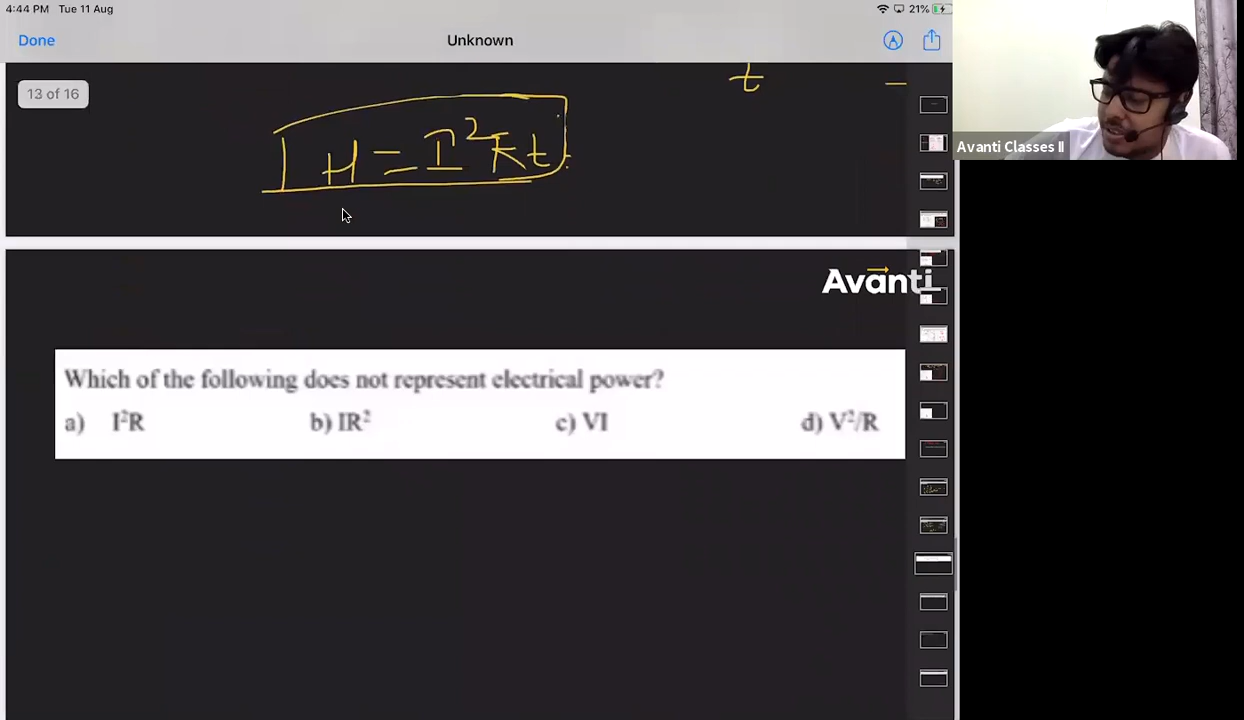 4:44 PM Tue 11 Aug
21%
Done
Unknown
13 of 16
t
H = I²Rt
Avanti Classes II
Avanti
Which of the following does not represent electrical power?
a) I²R b) IR² c) VI d) V²/R